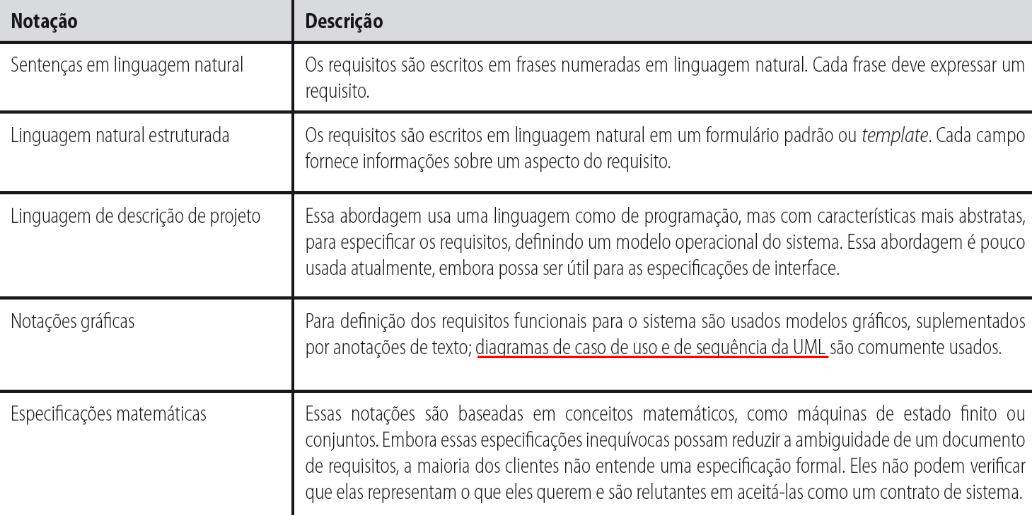 Notação Descrição
Sentenças em linguagem natural Os requisitos são escritos em frases numeradas em linguagem natural. Cada frase deve expressar um
requisito.
Linguagem natural estruturada Os requisitos são escritos em linguagem natural em um formulário padrão ou template. Cada campo
fornece informações sobre um aspecto do requisito.
Linguagem de descrição de projeto Essa abordagem usa uma linguagem como de programação, mas com características mais abstratas,
para especificar os requisitos, definindo um modelo operacional do sistema. Essa abordagem é pouco
usada atualmente, embora possa ser útil para as especificações de interface.
Notações gráficas Para definição dos requisitos funcionais para o sistema são usados modelos gráficos, suplementados
por anotações de texto; diagramas de caso de uso e de sequência da UML são comumente usados.
Especificações matemáticas Essas notações são baseadas em conceitos matemáticos, como máquinas de estado finito ou
conjuntos. Embora essas especificações inequívocas possam reduzir a ambiguidade de um documento
de requisitos, a maioria dos clientes não entende uma especificação formal. Eles não podem verificar
que elas representam o que eles querem e são relutantes em aceitá-las como um contrato de sistema.